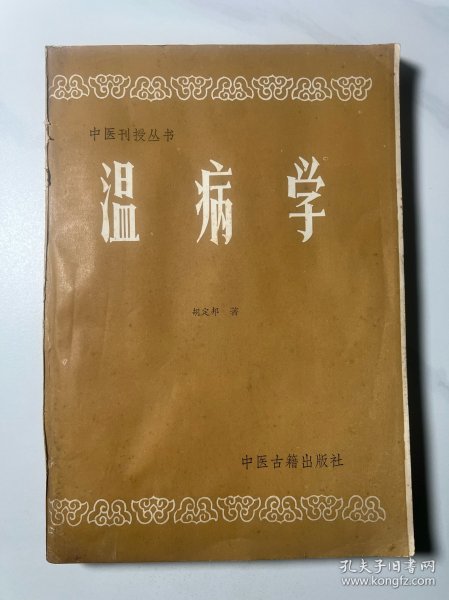 中医刊授丛书
温病学
胡定邦 著
中医古籍出版社
孔夫子旧书网
www.kongfz.com